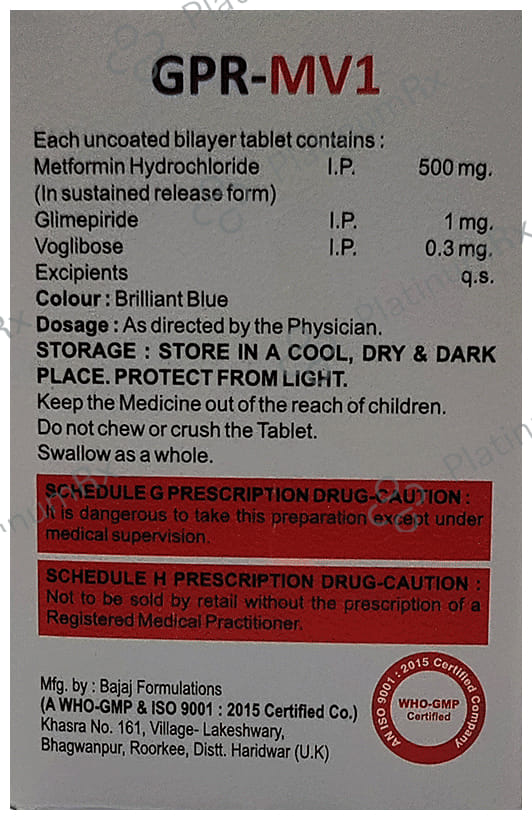 GPR-MV1
Each uncoated bilayer tablet contains :
Metformin Hydrochloride I.P. 500 mg.
(In sustained release form)
Glimepiride I.P. 1 mg.
Voglibose I.P. 0.3 mg.
Excipients q.s.
Colour : Brilliant Blue
Dosage : As directed by the Physician.
STORAGE : STORE IN A COOL, DRY & DARK
PLACE. PROTECT FROM LIGHT.
Keep the Medicine out of the reach of children.
Do not chew or crush the Tablet.
Swallow as a whole.
SCHEDULE G PRESCRIPTION DRUG-CAUTION :
It is dangerous to take this preparation except under
medical supervision.
SCHEDULE H PRESCRIPTION DRUG-CAUTION :
Not to be sold by retail without the prescription of a
Registered Medical Practitioner.
Mfg. by : Bajaj Formulations
(A WHO-GMP & ISO 9001 : 2015 Certified Co.)
Khasra No. 161, Village- Lakeshwary,
Bhagwanpur, Roorkee, Distt. Haridwar (U.K)
AN ISO 9001 : 2015 Certified Company
WHO-GMP
Certified
PlatinumRx